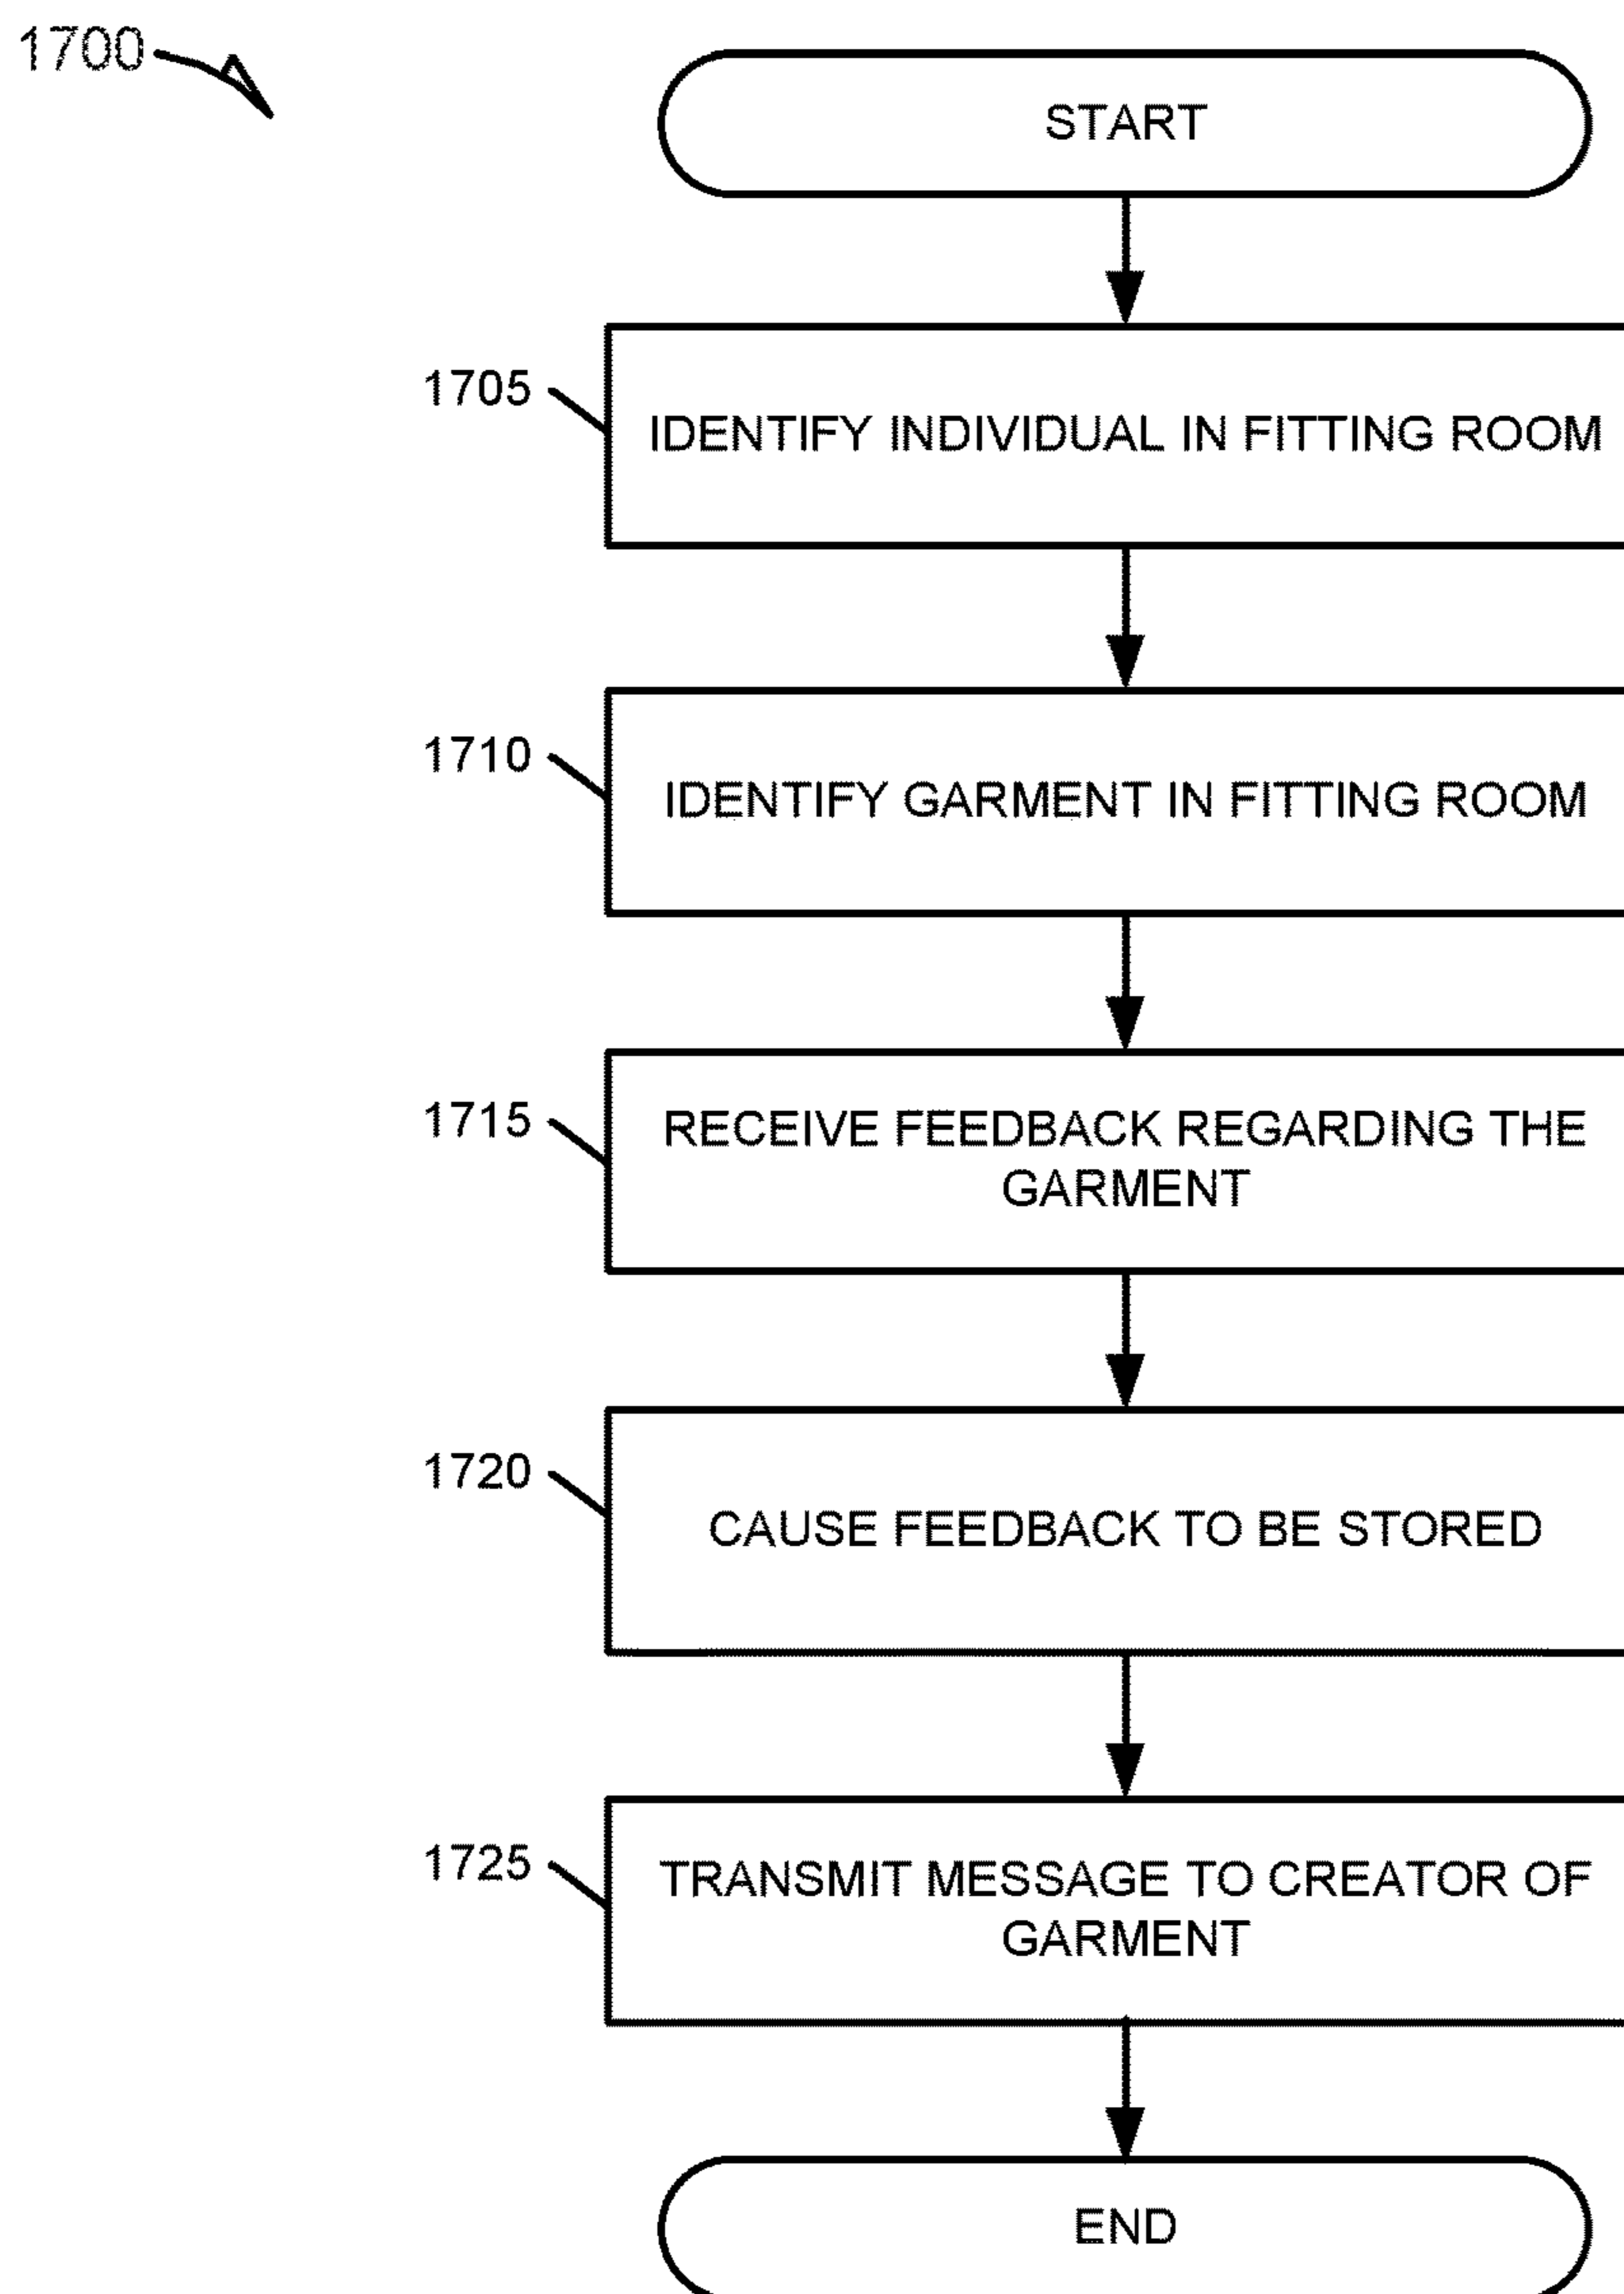 1700
START
1705
IDENTIFY INDIVIDUAL IN FITTING ROOM
1710
IDENTIFY GARMENT IN FITTING ROOM
1715
RECEIVE FEEDBACK REGARDING THE
GARMENT
1720
CAUSE FEEDBACK TO BE STORED
1725
TRANSMIT MESSAGE TO CREATOR OF
GARMENT
END